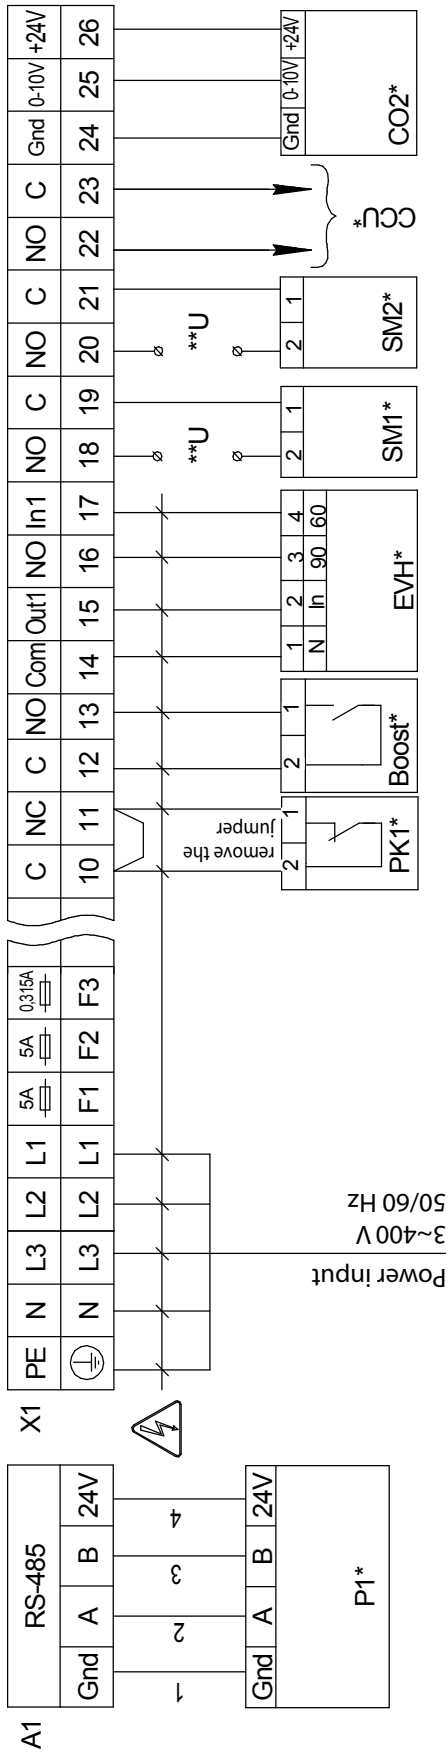 A1
RS-485
Gnd A B 24V
1 2 3 4
Gnd A B 24V
P1*
X1
PE N L3 L2 L1 5A 5A 0,315A C NC C NO Com Out1 NO In1 NO C NO C NO C Gnd 0-10V +24V
N L3 L2 L1 F1 F2 F3 10 11 12 13 14 15 16 17 18 19 20 21 22 23 24 25 26
Power input
3~400 V
50/60 Hz
remove the
jumper
2 1
PK1*
2 1
Boost*
1 2 3 4
N In 90 60
EVH*
U**
2 1
SM1*
U**
2 1
SM2*
CCU*
Gnd 0-10V +24V
CO2*